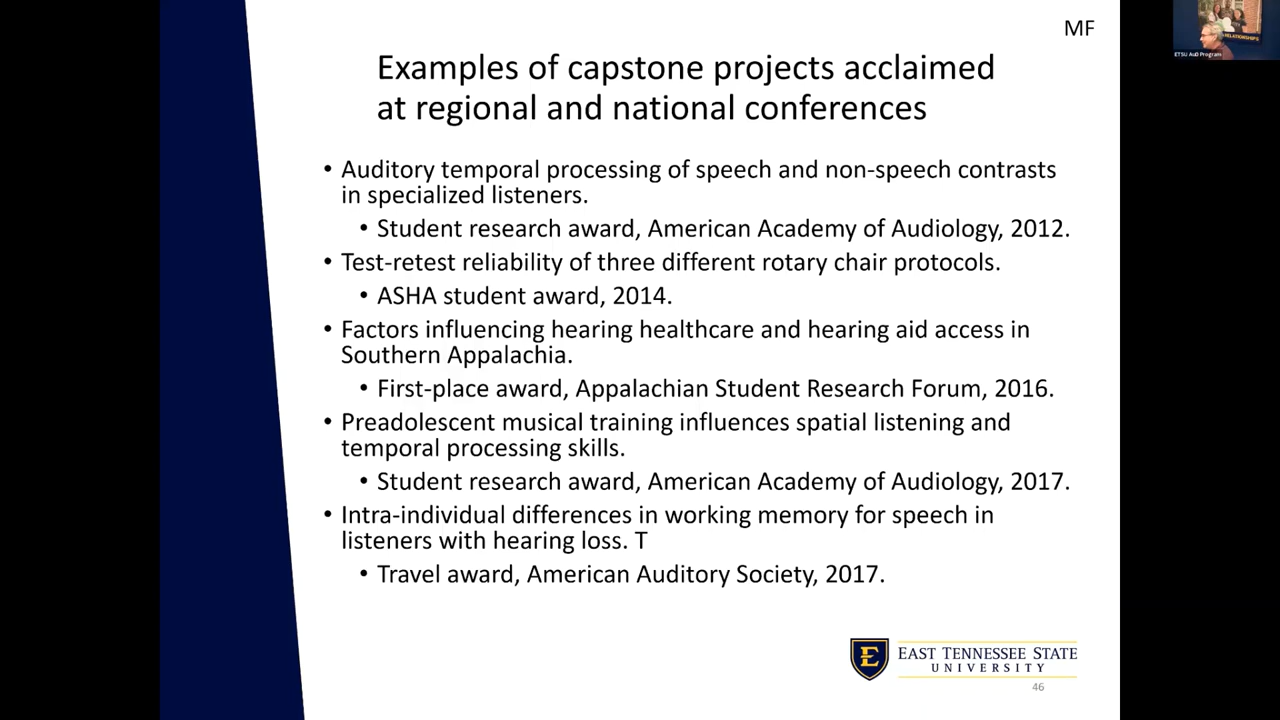 MF
Examples of capstone projects acclaimed
at regional and national conferences
• Auditory temporal processing of speech and non-speech contrasts
in specialized listeners.
• Student research award, American Academy of Audiology, 2012.
• Test-retest reliability of three different rotary chair protocols.
• ASHA student award, 2014.
• Factors influencing hearing healthcare and hearing aid access in
Southern Appalachia.
• First-place award, Appalachian Student Research Forum, 2016.
• Preadolescent musical training influences spatial listening and
temporal processing skills.
• Student research award, American Academy of Audiology, 2017.
• Intra-individual differences in working memory for speech in
listeners with hearing loss. T
• Travel award, American Auditory Society, 2017.
E
EAST TENNESSEE STATE
UNIVERSITY
46
RELATIONSHIPS
ETSU AuD Program